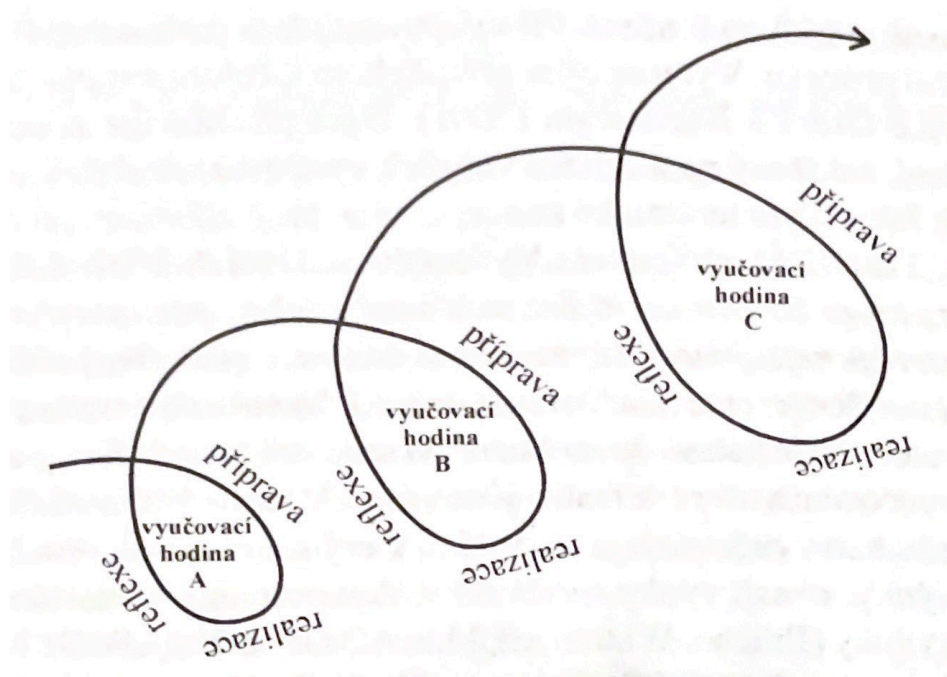 příprava
vyučovací
hodina
C
reflexe
realizace
příprava
vyučovací
hodina
B
reflexe
realizace
příprava
vyučovací
hodina
A
reflexe
realizace